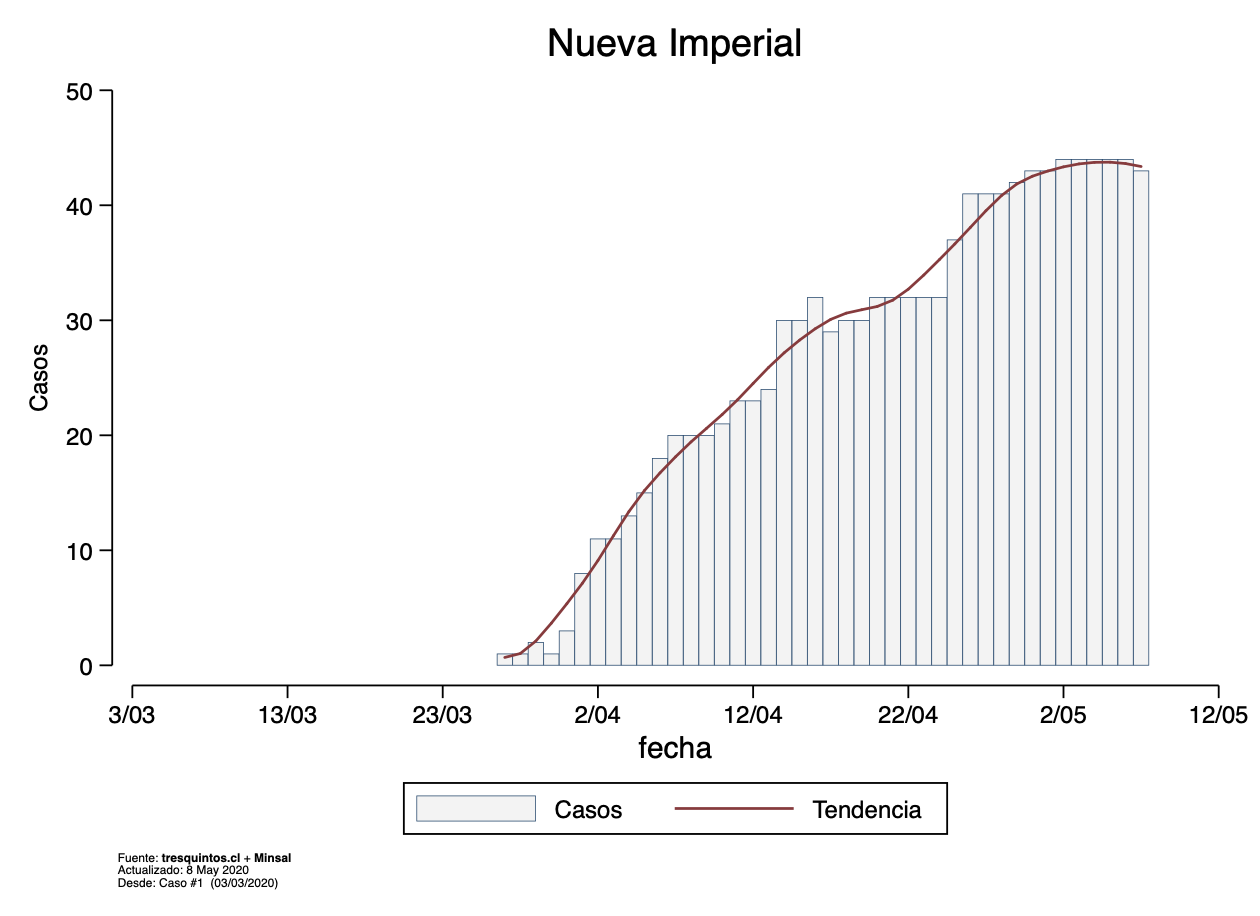 Nueva Imperial
50
40
30
20
10
0
Casos
3/03 13/03 23/03 2/04 12/04 22/04 2/05 12/05
fecha
Casos Tendencia
Fuente: tresquintos.cl + Minsal
Actualizado: 8 May 2020
Desde: Caso #1 (03/03/2020)